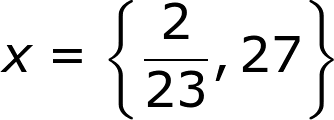 x = { 2/23 , 27 }